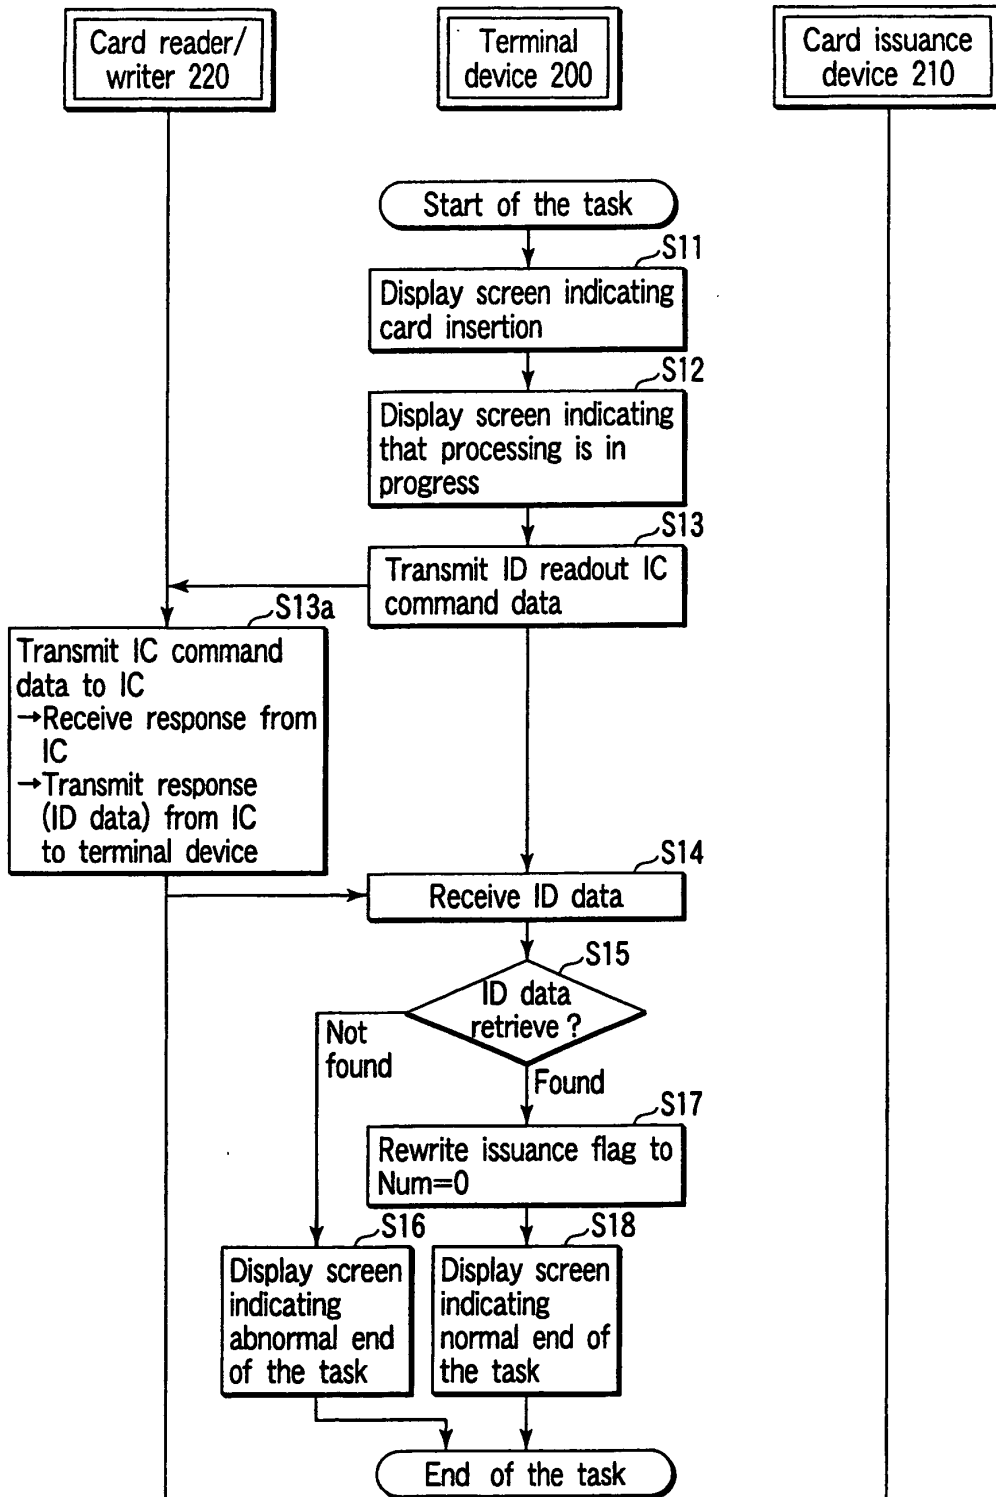 Card reader/
writer 220
Terminal
device 200
Card issuance
device 210
Start of the task
S11
Display screen indicating
card insertion
S12
Display screen indicating
that processing is in
progress
S13
Transmit ID readout IC
command data
S13a
Transmit IC command
data to IC
→Receive response from
IC
→Transmit response
(ID data) from IC
to terminal device
S14
Receive ID data
S15
ID data
retrieve ?
Not
found
Found
S17
Rewrite issuance flag to
Num=0
S16
Display screen
indicating
abnormal end
of the task
S18
Display screen
indicating
normal end of
the task
End of the task